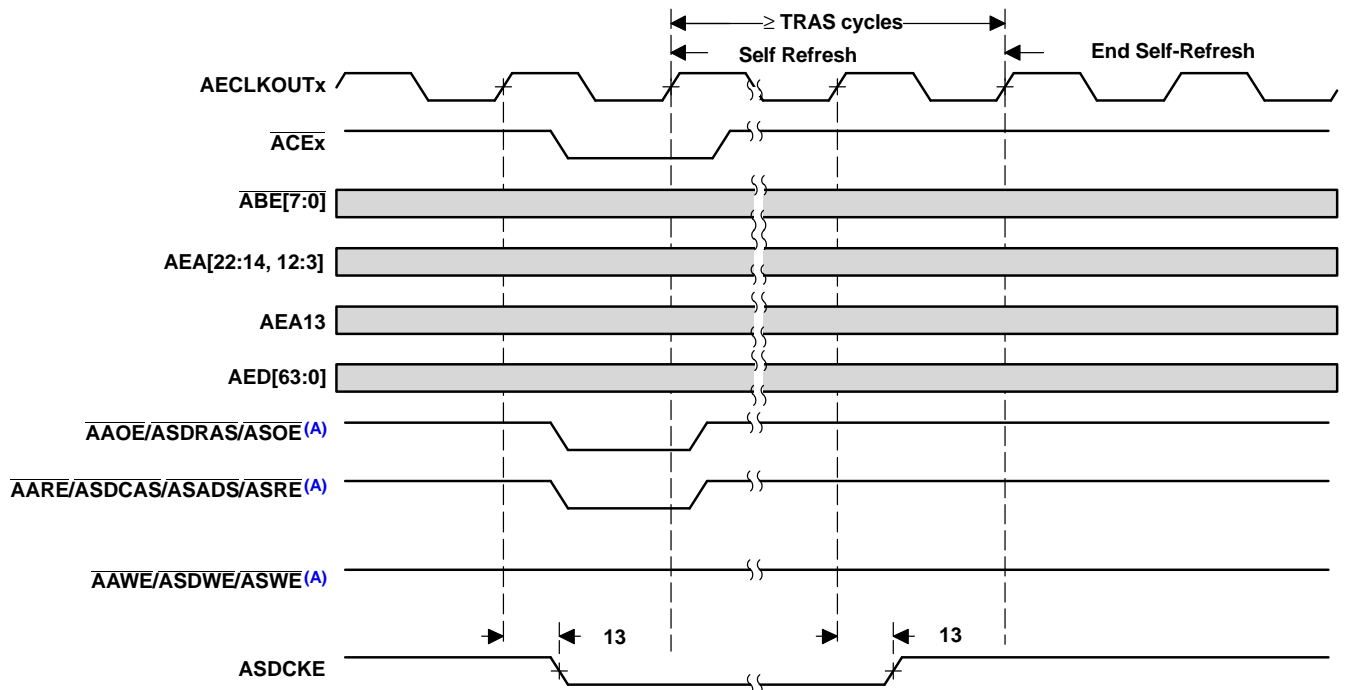 ≥ TRAS cycles
Self Refresh
End Self-Refresh
AECLKOUTx
ACEx
ABE[7:0]
AEA[22:14, 12:3]
AEA13
AED[63:0]
AAOE/ASDRAS/ASOE(A)
AARE/ASDCAS/ASADS/ASRE(A)
AAWE/ASDWE/ASWE(A)
13
13
ASDCKE